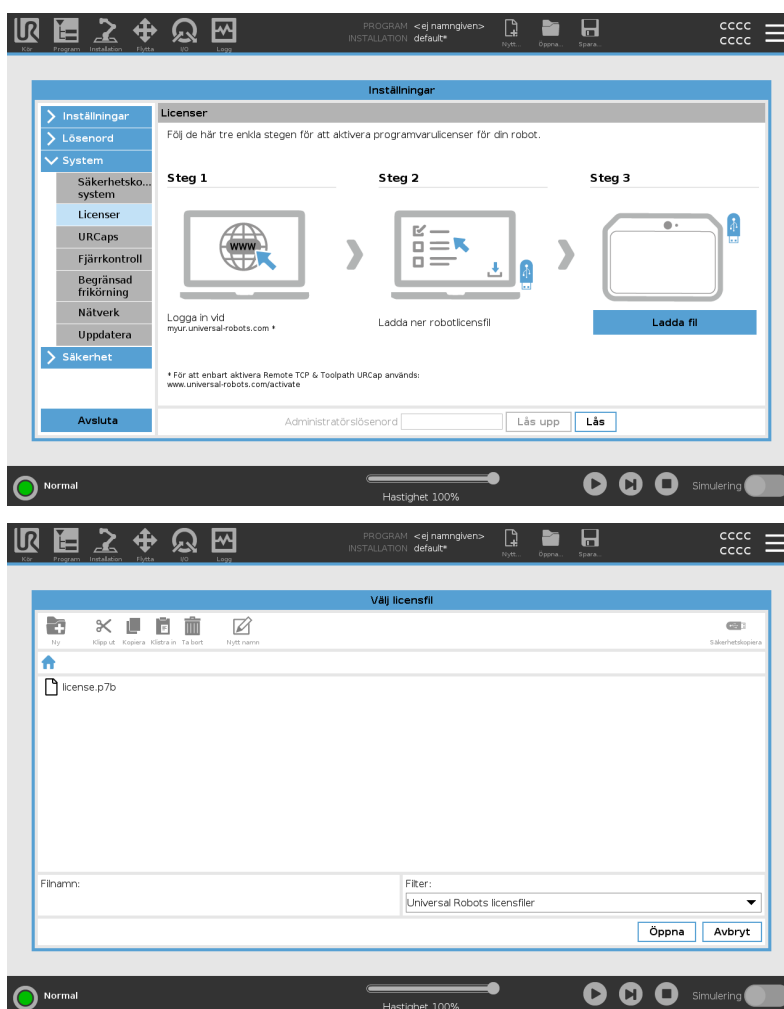 UR
PROGRAM <ej namngiven>
INSTALLATION default*
CCCC
CCCC
Kör Program Installation Flytta I/O Logg Nytt... Öppna... Spara...
Inställningar
Inställningar
Lösenord
System
Säkerhetsko...
system
Licenser
URCaps
Fjärrkontroll
Begränsad
frikörning
Nätverk
Uppdatera
Säkerhet
Avsluta
Licenser
Följ de här tre enkla stegen för att aktivera programvarulicenser för din robot.
Steg 1
WWW
Logga in vid
myur.universal-robots.com *
Steg 2
Ladda ner robotlicensfil
Steg 3
Ladda fil
* För att enbart aktivera Remote TCP & Toolpath URCap används:
www.universal-robots.com/activate
Administratörslösenord Lås upp Lås
Normal
Hastighet 100%
Simulering
UR
PROGRAM <ej namngiven>
INSTALLATION default*
CCCC
CCCC
Kör Program Installation Flytta I/O Logg Nytt... Öppna... Spara...
Välj licensfil
Ny Klipp ut Kopiera Klistra in Ta bort Nytt namn Säkerhetskopiera
license.p7b
Filnamn:
Filter:
Universal Robots licensfiler
Öppna Avbryt
Normal
Hastighet 100%
Simulering